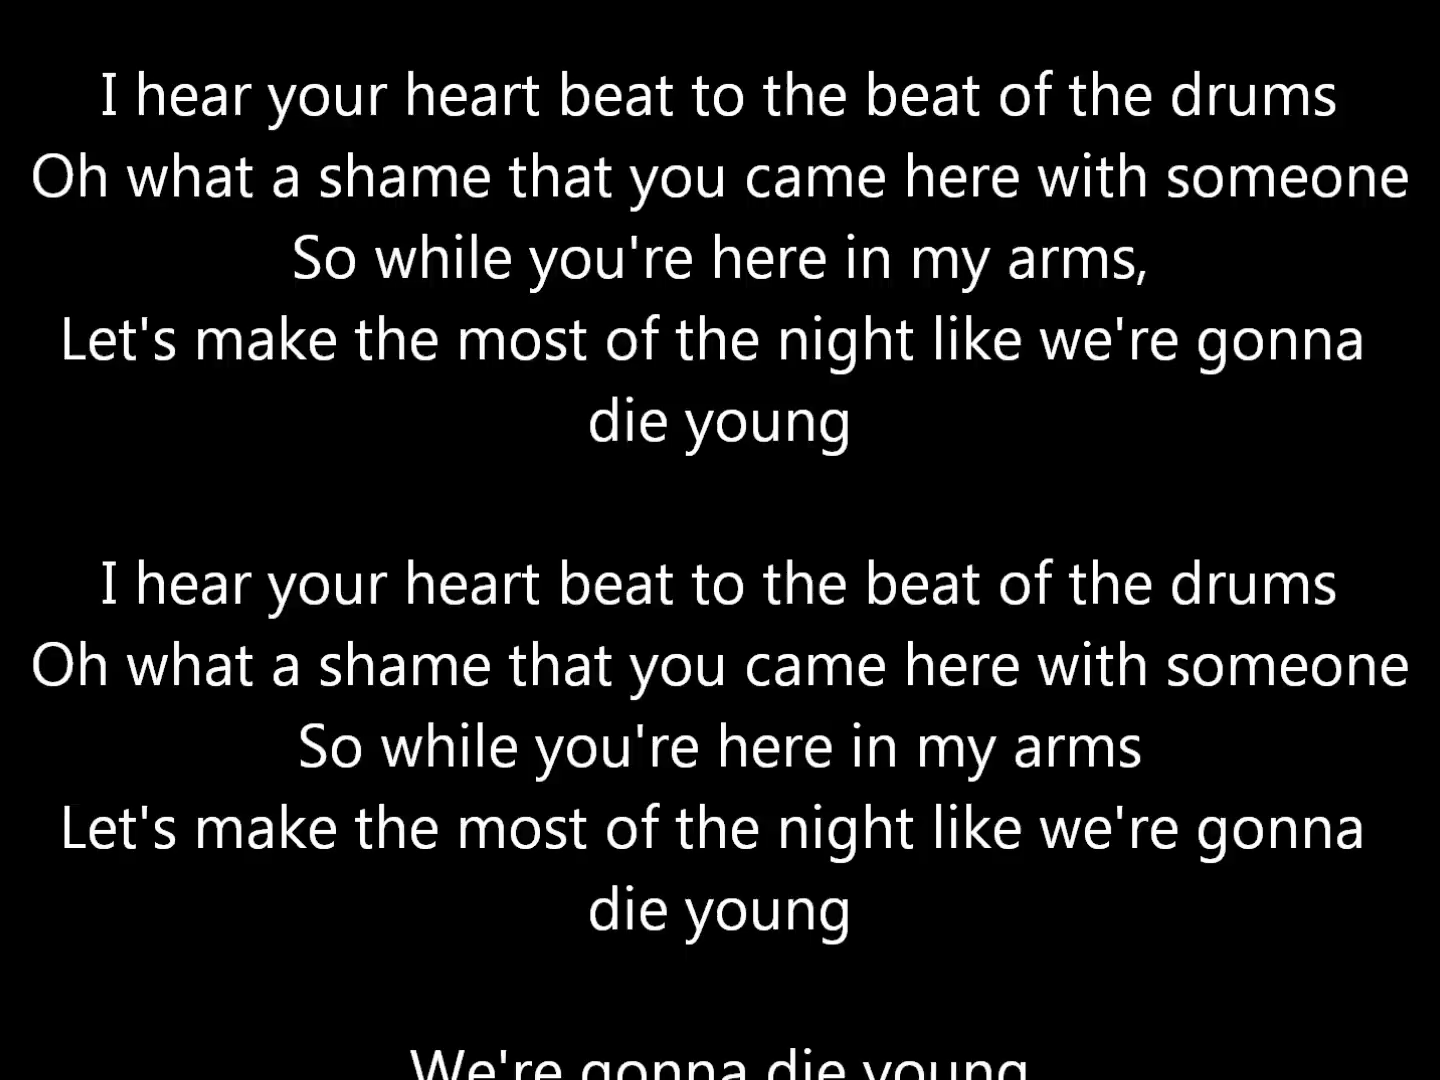 I hear your heart beat to the beat of the drums
Oh what a shame that you came here with someone
So while you're here in my arms,
Let's make the most of the night like we're gonna
die young
I hear your heart beat to the beat of the drums
Oh what a shame that you came here with someone
So while you're here in my arms
Let's make the most of the night like we're gonna
die young
We're gonna die young